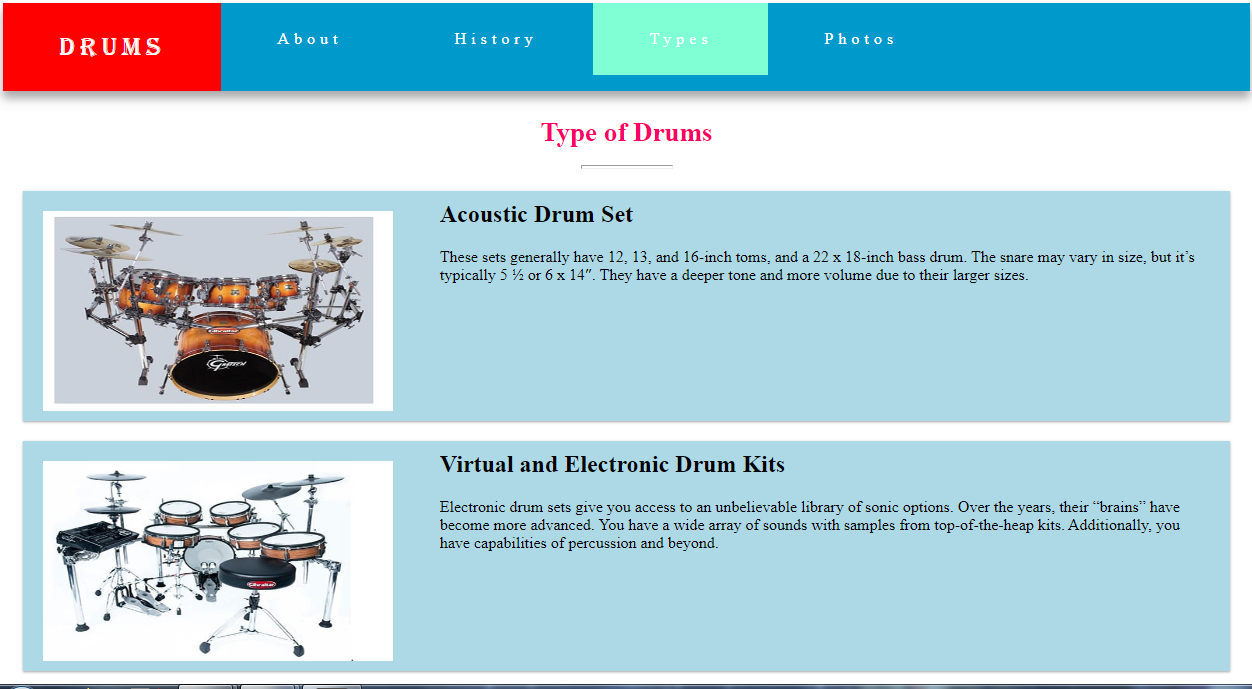 DRUMS
About
History
Types
Photos
Type of Drums
Acoustic Drum Set
These sets generally have 12, 13, and 16-inch toms, and a 22 x 18-inch bass drum. The snare may vary in size, but it’s
typically 5 ½ or 6 x 14″. They have a deeper tone and more volume due to their larger sizes.
Gibraltar
GRETSCH
Virtual and Electronic Drum Kits
Electronic drum sets give you access to an unbelievable library of sonic options. Over the years, their “brains” have
become more advanced. You have a wide array of sounds with samples from top-of-the-heap kits. Additionally, you
have capabilities of percussion and beyond.
Gibraltar